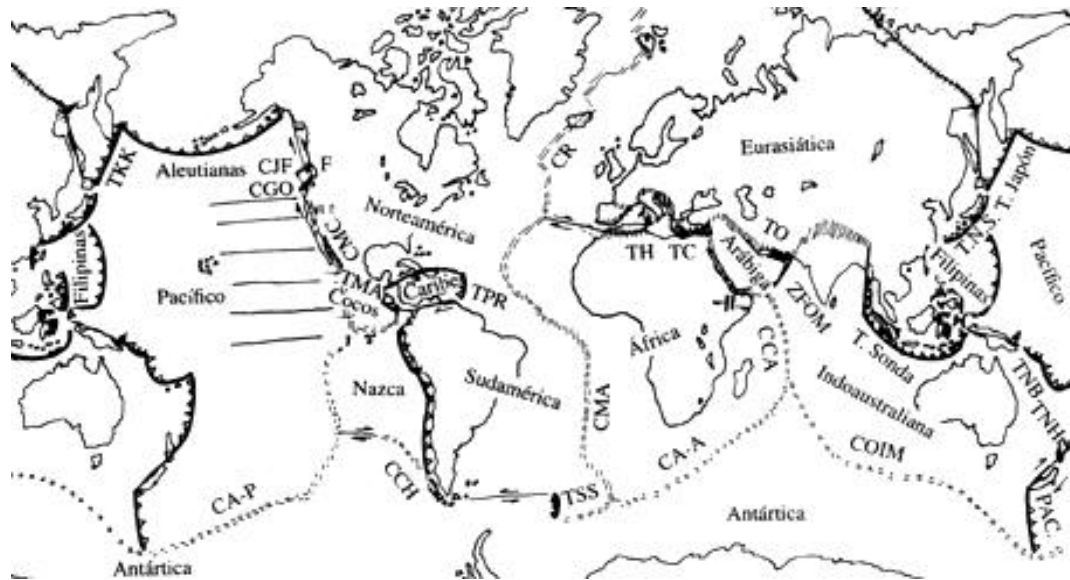 CR
Eurasiática
Aleutianas
TKK
CJF
F
CGO
CMC
Norteamérica
TH
TC
TO
Arábiga
ZFOM
T. Japón
T.N.S.
Filipinas
Filipinas
Pacífico
TMA
Cocos
Caribe
TPR
Pacífico
África
CCA
T. Sonda
Indoaustraliana
TNB
TNH
Nazca
Sudamérica
CMA
CA-A
COIM
CA-P
CCH
TSS
PAC
Antártica
Antártica